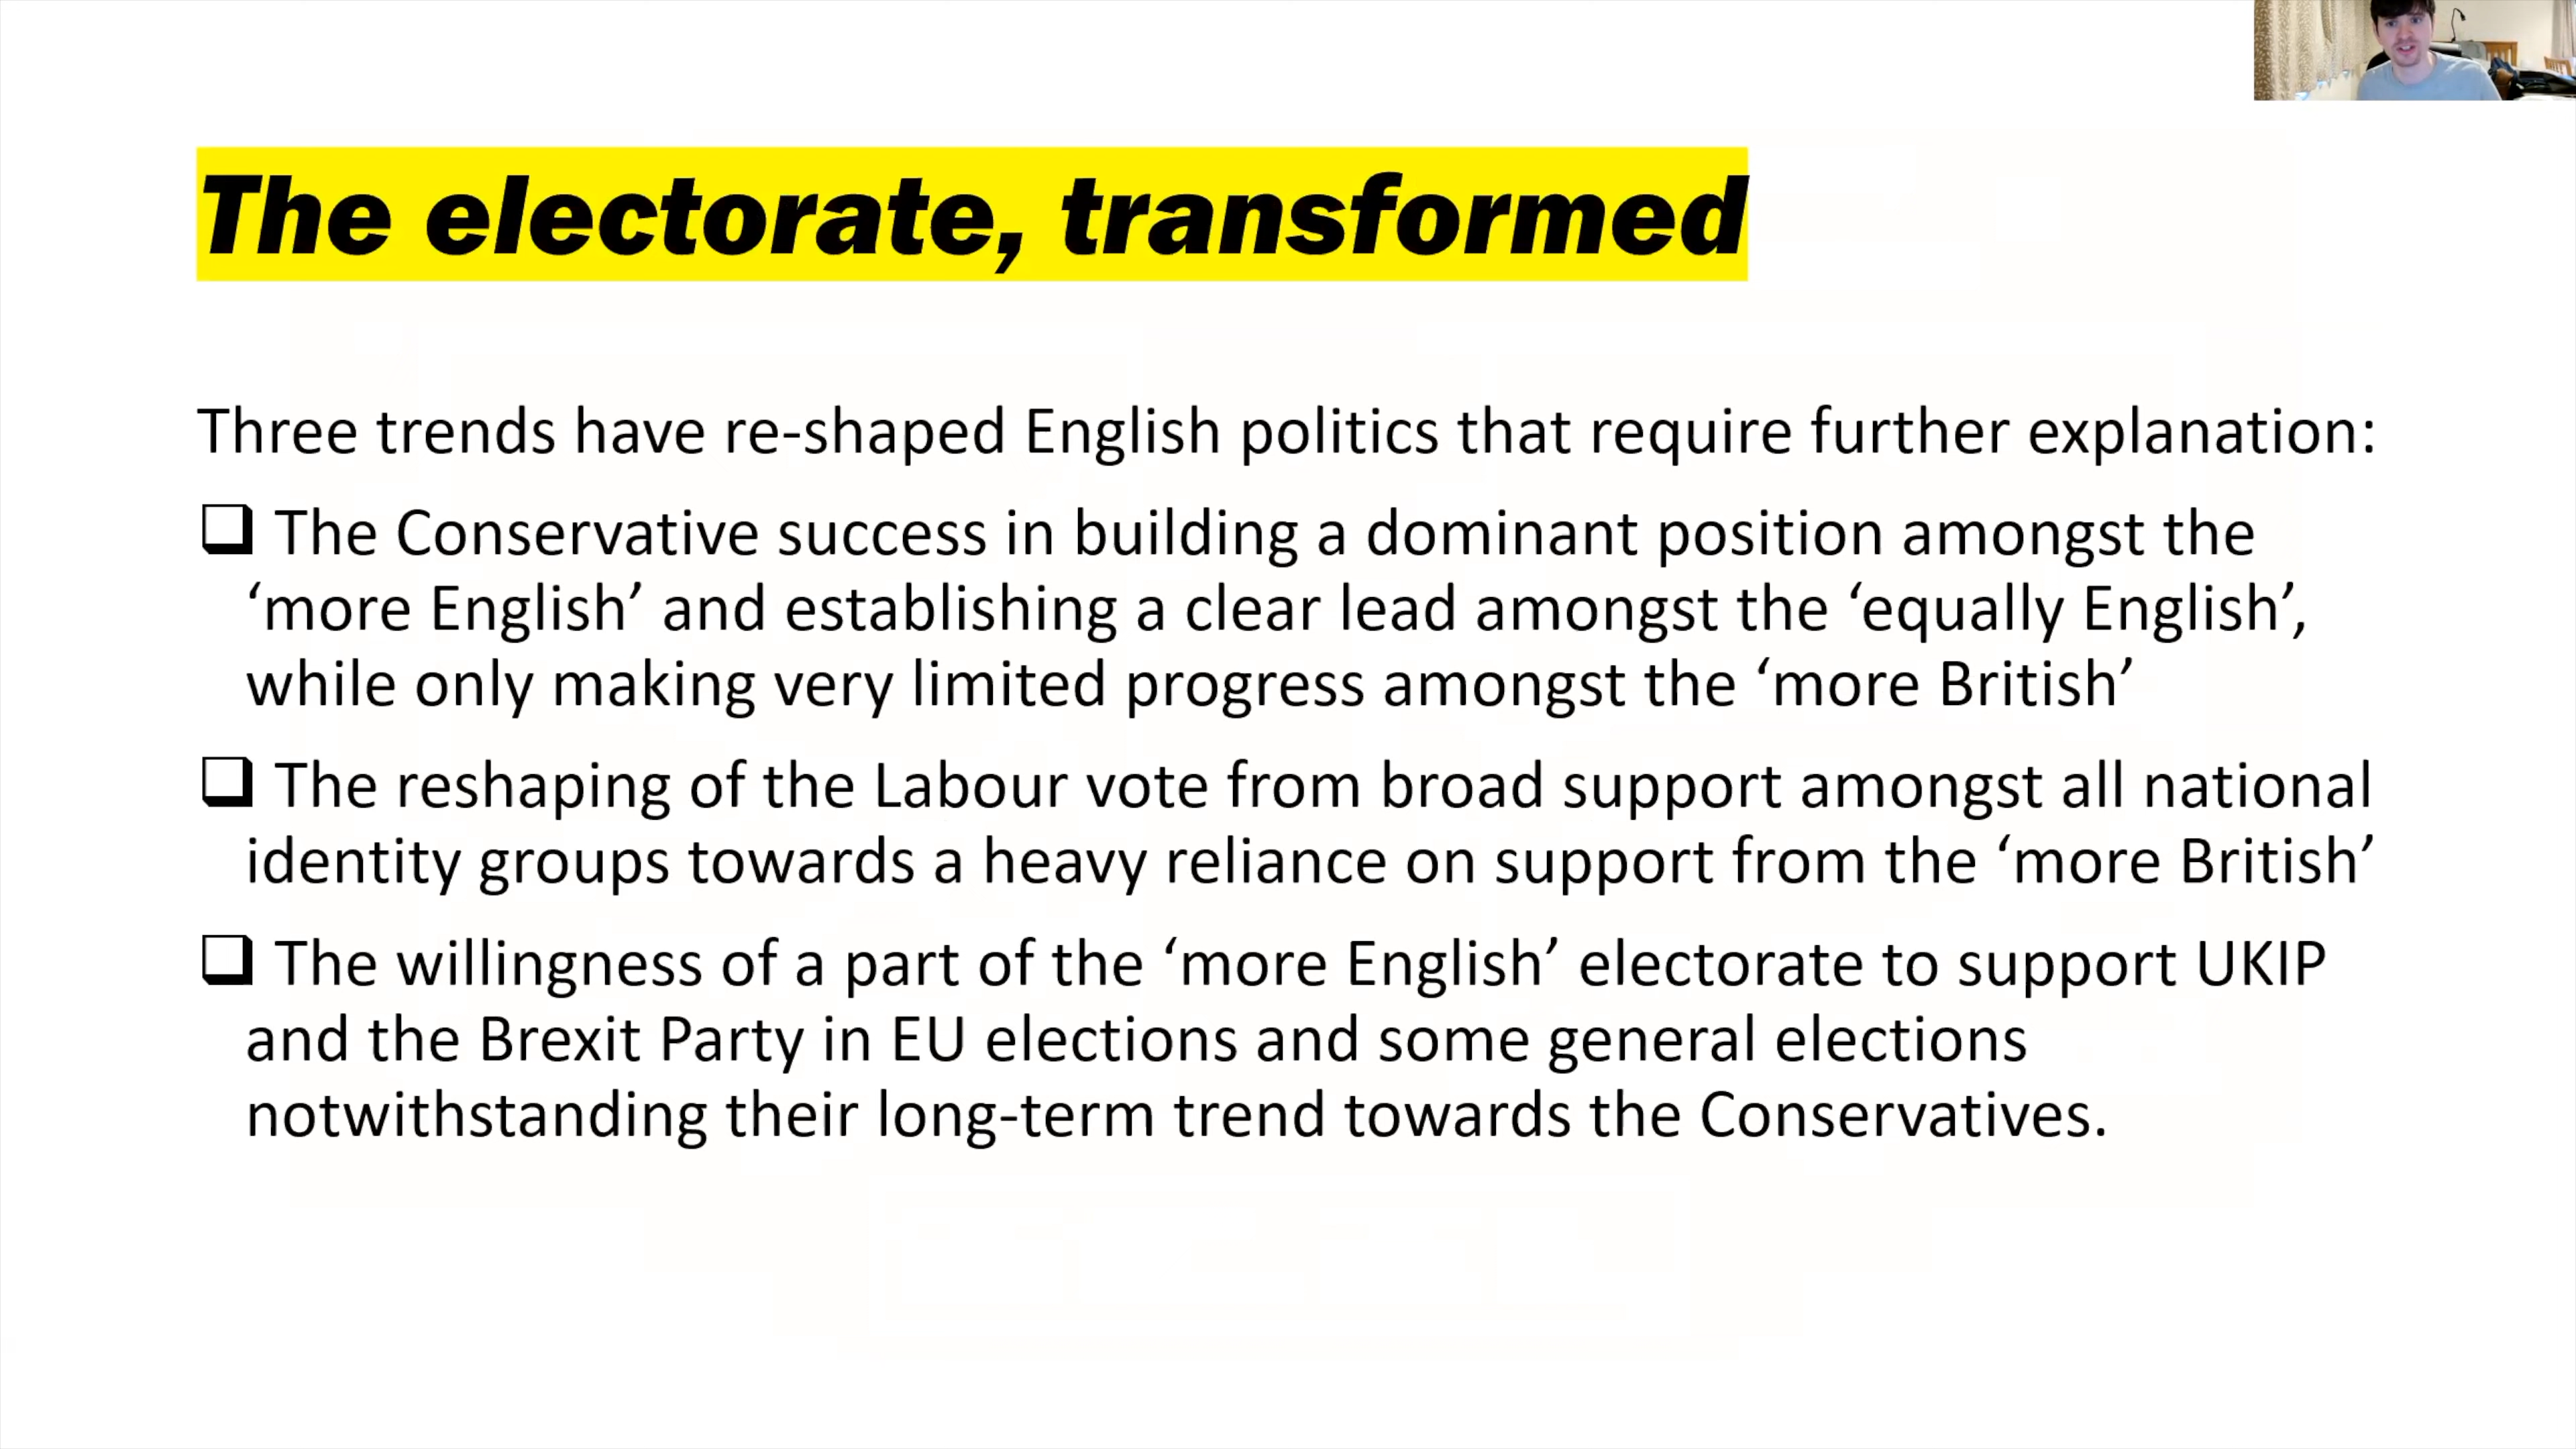 The electorate, transformed
Three trends have re-shaped English politics that require further explanation:
❑ The Conservative success in building a dominant position amongst the
‘more English’ and establishing a clear lead amongst the ‘equally English’,
while only making very limited progress amongst the ‘more British’
❑ The reshaping of the Labour vote from broad support amongst all national
identity groups towards a heavy reliance on support from the ‘more British’
❑ The willingness of a part of the ‘more English’ electorate to support UKIP
and the Brexit Party in EU elections and some general elections
notwithstanding their long-term trend towards the Conservatives.